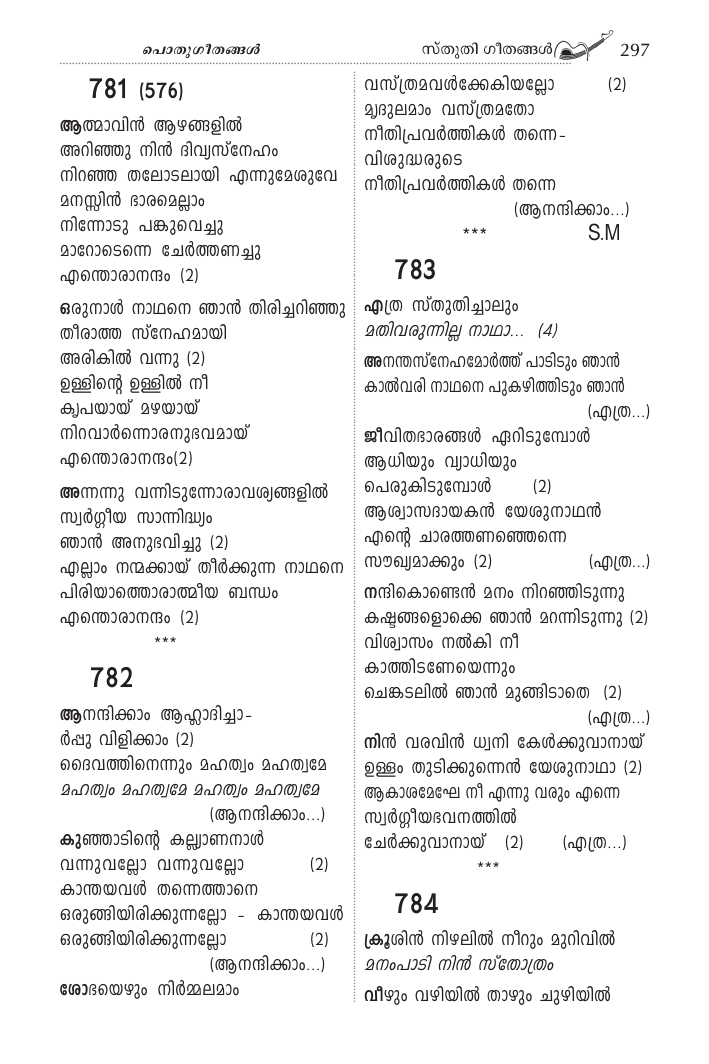 പൊതുഗീതങ്ങൾ
സ്തുതി ഗീതങ്ങൾ 297
781 (576)
ആത്മാവിൻ ആഴങ്ങളിൽ
അറിഞ്ഞു നിൻ ദിവ്യസ്നേഹം
നിറഞ്ഞ തലോടലായി എന്നുമേശുവേ
മനസ്സിൻ ഭാരമെല്ലാം
നിന്നോടു പങ്കുവെച്ചു
മാറോടെന്നെ ചേർത്തണച്ചു
എന്തൊരാനന്ദം (2)
ഒരുനാൾ നാഥനെ ഞാൻ തിരിച്ചറിഞ്ഞു
തീരാത്ത സ്നേഹമായി
അരികിൽ വന്നു (2)
ഉള്ളിന്റെ ഉള്ളിൽ നീ
കൃപയായ് മഴയായ്
നിറവാർന്നൊരനുഭവമായ്
എന്തൊരാനന്ദം(2)
അന്നന്നു വന്നിടുന്നോരാവശ്യങ്ങളിൽ
സ്വർഗ്ഗീയ സാന്നിദ്ധ്യം
ഞാൻ അനുഭവിച്ചു (2)
എല്ലാം നന്മക്കായ് തീർക്കുന്ന നാഥനെ
പിരിയാത്തൊരാത്മീയ ബന്ധം
എന്തൊരാനന്ദം (2)
***
782
ആനന്ദിക്കാം ആഹ്ലാദിച്ചാ-
ർപ്പു വിളിക്കാം (2)
ദൈവത്തിനെന്നും മഹത്വം മഹത്വമേ
മഹത്വം മഹത്വമേ മഹത്വം മഹത്വമേ
(ആനന്ദിക്കാം...)
കുഞ്ഞാടിന്റെ കല്ല്യാണനാൾ
വന്നുവല്ലോ വന്നുവല്ലോ (2)
കാന്തയവൾ തന്നെത്താനെ
ഒരുങ്ങിയിരിക്കുന്നല്ലോ - കാന്തയവൾ
ഒരുങ്ങിയിരിക്കുന്നല്ലോ (2)
(ആനന്ദിക്കാം...)
ശോഭയെഴും നിർമ്മലമാം
വസ്ത്രമവൾക്കേകിയല്ലോ (2)
മൃദുലമാം വസ്ത്രമതോ
നീതിപ്രവർത്തികൾ തന്നെ-
വിശുദ്ധരുടെ
നീതിപ്രവർത്തികൾ തന്നെ
(ആനന്ദിക്കാം...)
*** S.M
783
എത്ര സ്തുതിച്ചാലും
മതിവരുന്നില്ല നാഥാ... (4)
അനന്തസ്നേഹമോർത്ത് പാടിടും ഞാൻ
കാൽവരി നാഥനെ പുകഴിത്തിടും ഞാൻ
(എത്ര...)
ജീവിതഭാരങ്ങൾ ഏറിടുമ്പോൾ
ആധിയും വ്യാധിയും
പെരുകിടുമ്പോൾ (2)
ആശ്വാസദായകൻ യേശുനാഥൻ
എന്റെ ചാരത്തണഞ്ഞെന്നെ
സൗഖ്യമാക്കും (2) (എത്ര...)
നന്ദികൊണ്ടെൻ മനം നിറഞ്ഞിടുന്നു
കഷ്ടങ്ങളൊക്കെ ഞാൻ മറന്നിടുന്നു (2)
വിശ്വാസം നൽകി നീ
കാത്തിടണേയെന്നും
ചെങ്കടലിൽ ഞാൻ മുങ്ങിടാതെ (2)
(എത്ര...)
നിൻ വരവിൻ ധ്വനി കേൾക്കുവാനായ്
ഉള്ളം തുടിക്കുന്നെൻ യേശുനാഥാ (2)
ആകാശമേഘേ നീ എന്നു വരും എന്നെ
സ്വർഗ്ഗീയഭവനത്തിൽ
ചേർക്കുവാനായ് (2) (എത്ര...)
***
784
ക്രൂശിൻ നിഴലിൽ നീറും മുറിവിൽ
മനംപാടി നിൻ സ്തോത്രം
വീഴും വഴിയിൽ താഴും ചുഴിയിൽ